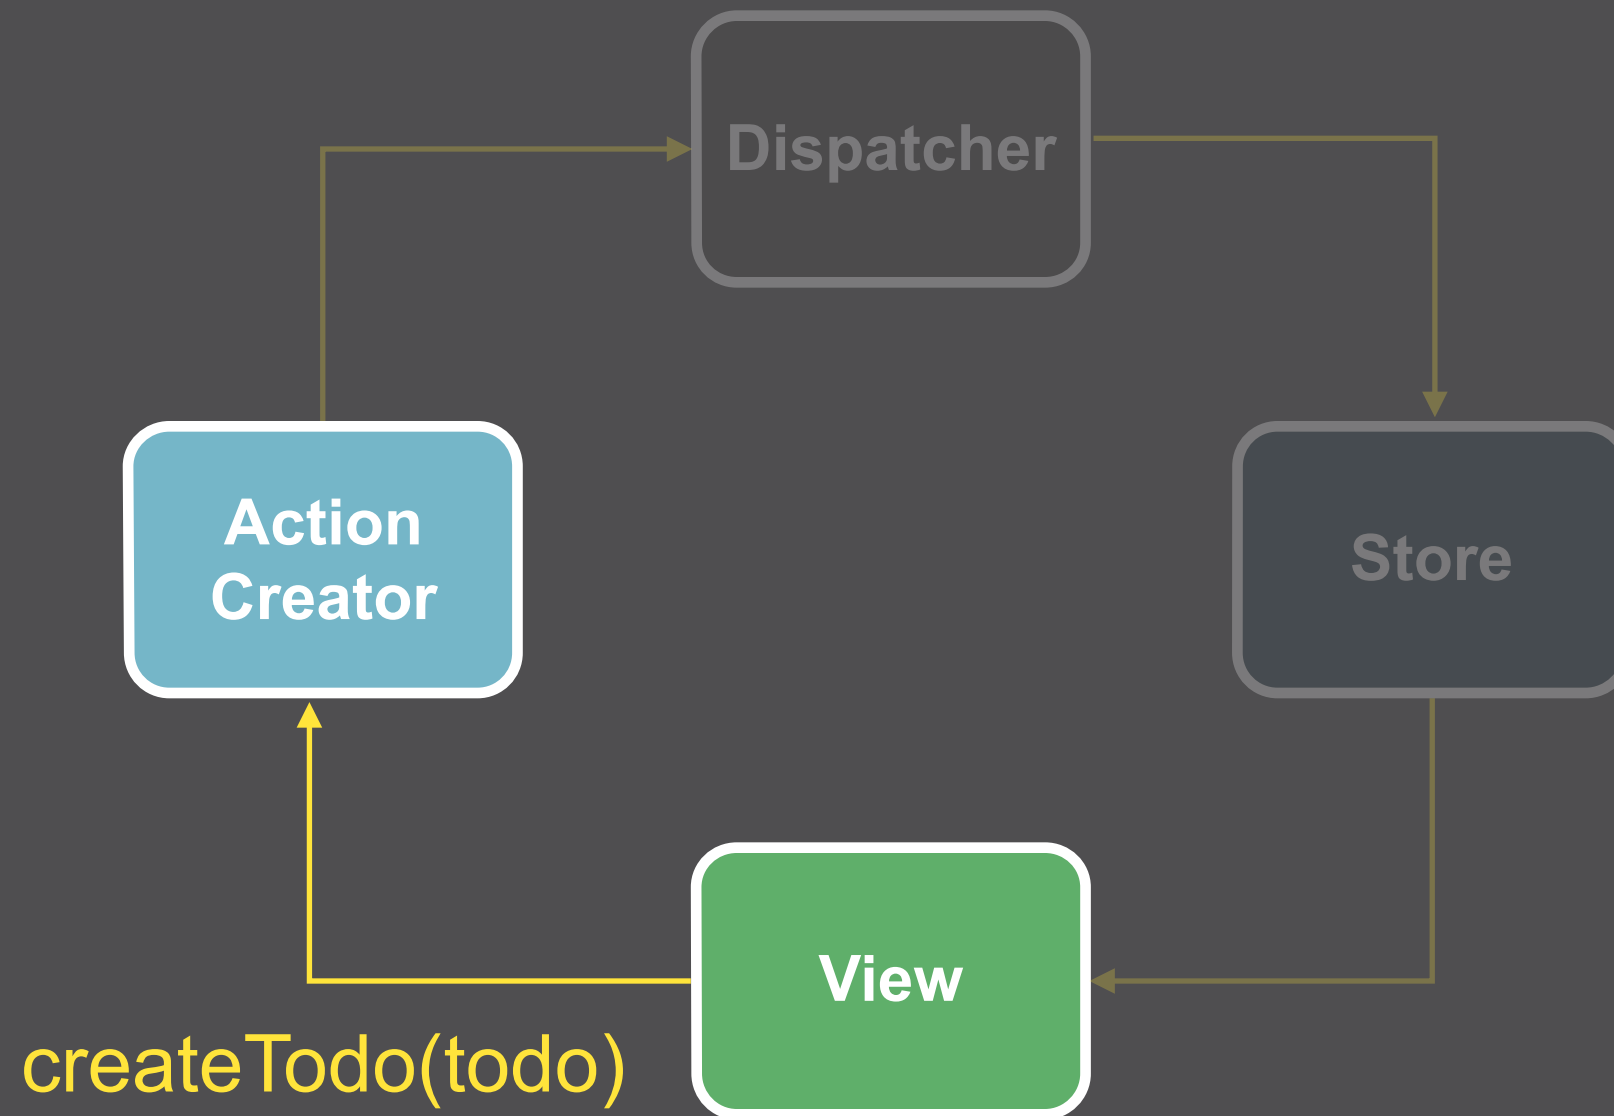 Dispatcher
Action
Creator
Store
View
createTodo(todo)